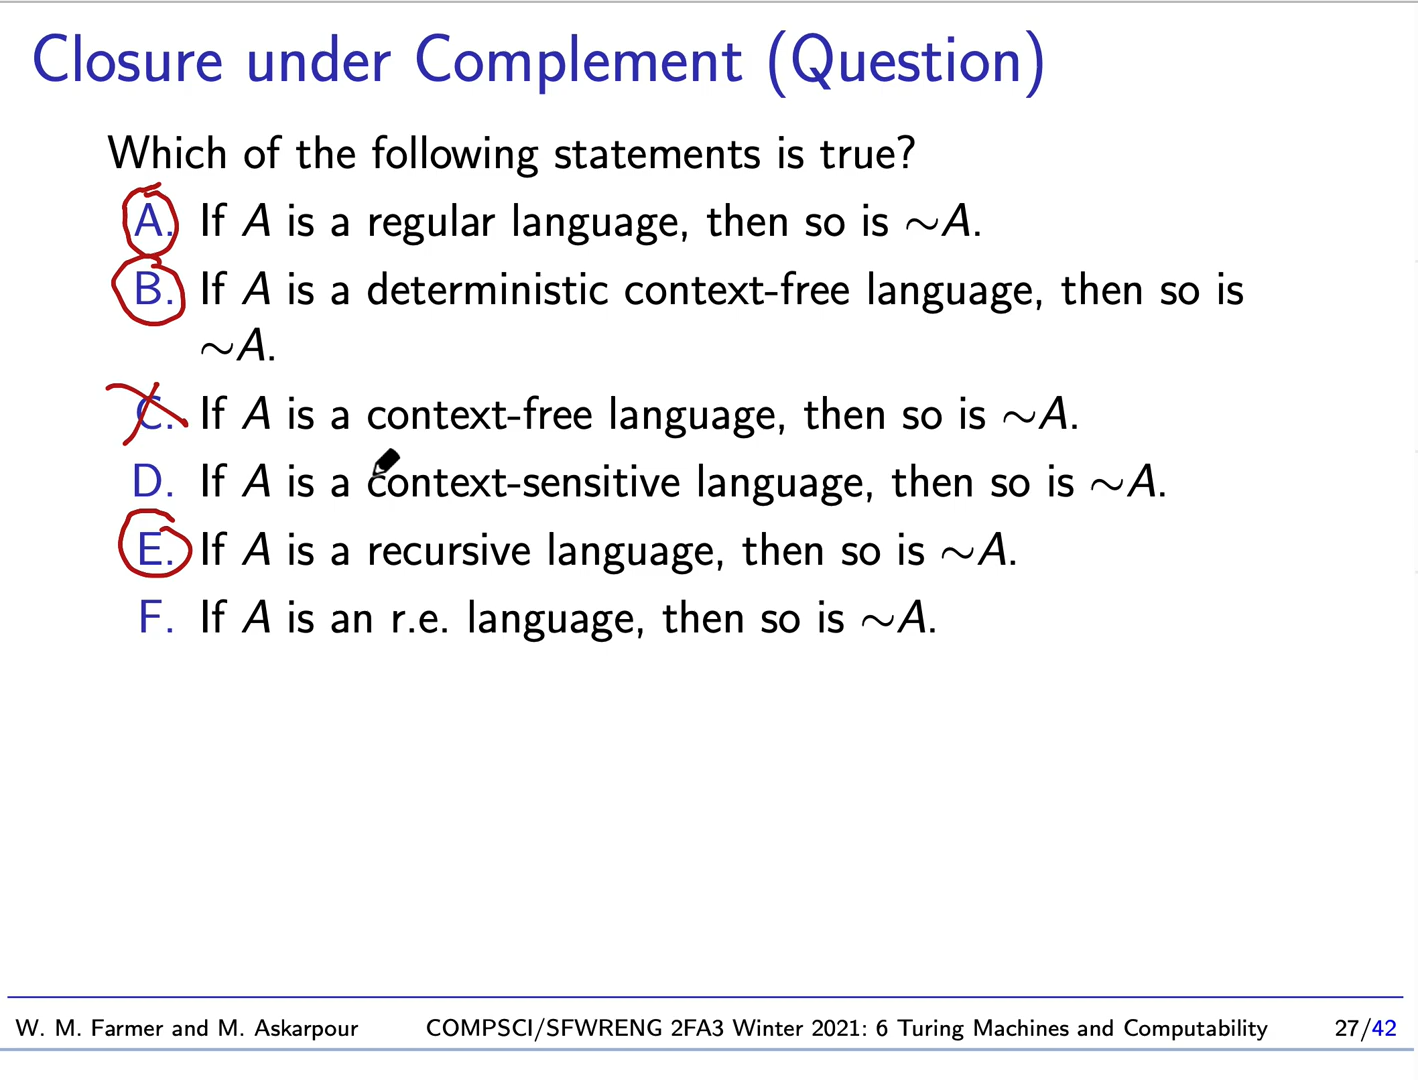 Closure under Complement (Question)
Which of the following statements is true?
A. If A is a regular language, then so is ∼A.
B. If A is a deterministic context-free language, then so is
∼A.
C. If A is a context-free language, then so is ∼A.
D. If A is a context-sensitive language, then so is ∼A.
E. If A is a recursive language, then so is ∼A.
F. If A is an r.e. language, then so is ∼A.
W. M. Farmer and M. Askarpour COMPSCI/SFWRENG 2FA3 Winter 2021: 6 Turing Machines and Computability 27/42